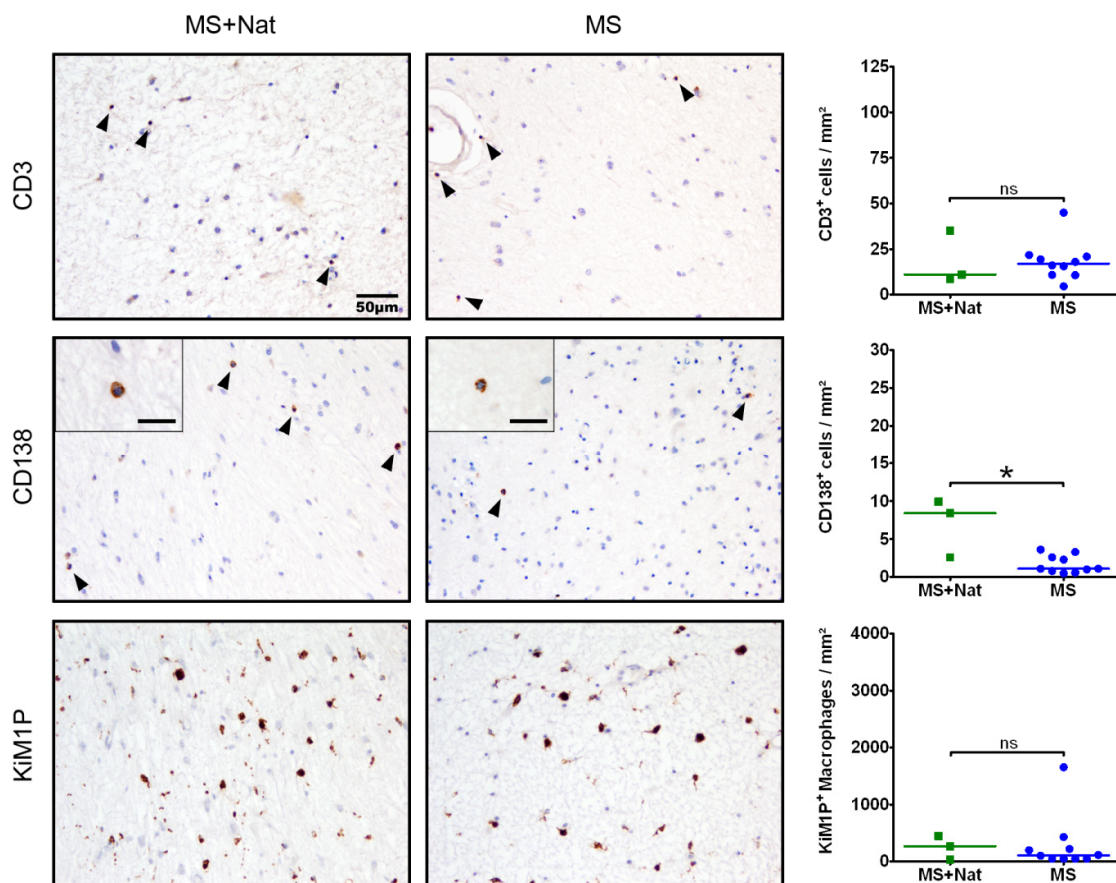 MS+Nat
MS
CD3
50µm
CD3⁺ cells / mm²
125
100
75
50
25
0
ns
MS+Nat
MS
CD138
CD138⁺ cells / mm²
30
25
20
15
10
5
0
*
MS+Nat
MS
KiM1P
KiM1P⁺ Macrophages / mm²
4000
3000
2000
1000
0
ns
MS+Nat
MS